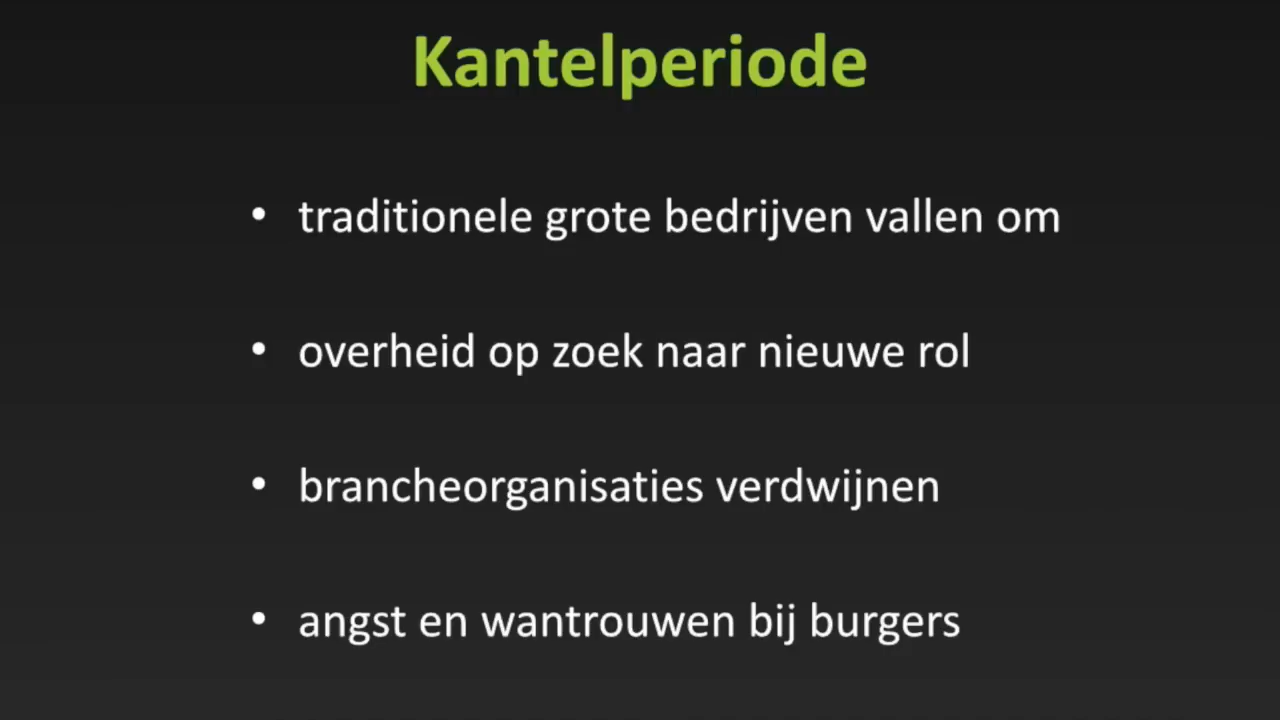 Kantelperiode
• traditionele grote bedrijven vallen om
• overheid op zoek naar nieuwe rol
• brancheorganisaties verdwijnen
• angst en wantrouwen bij burgers